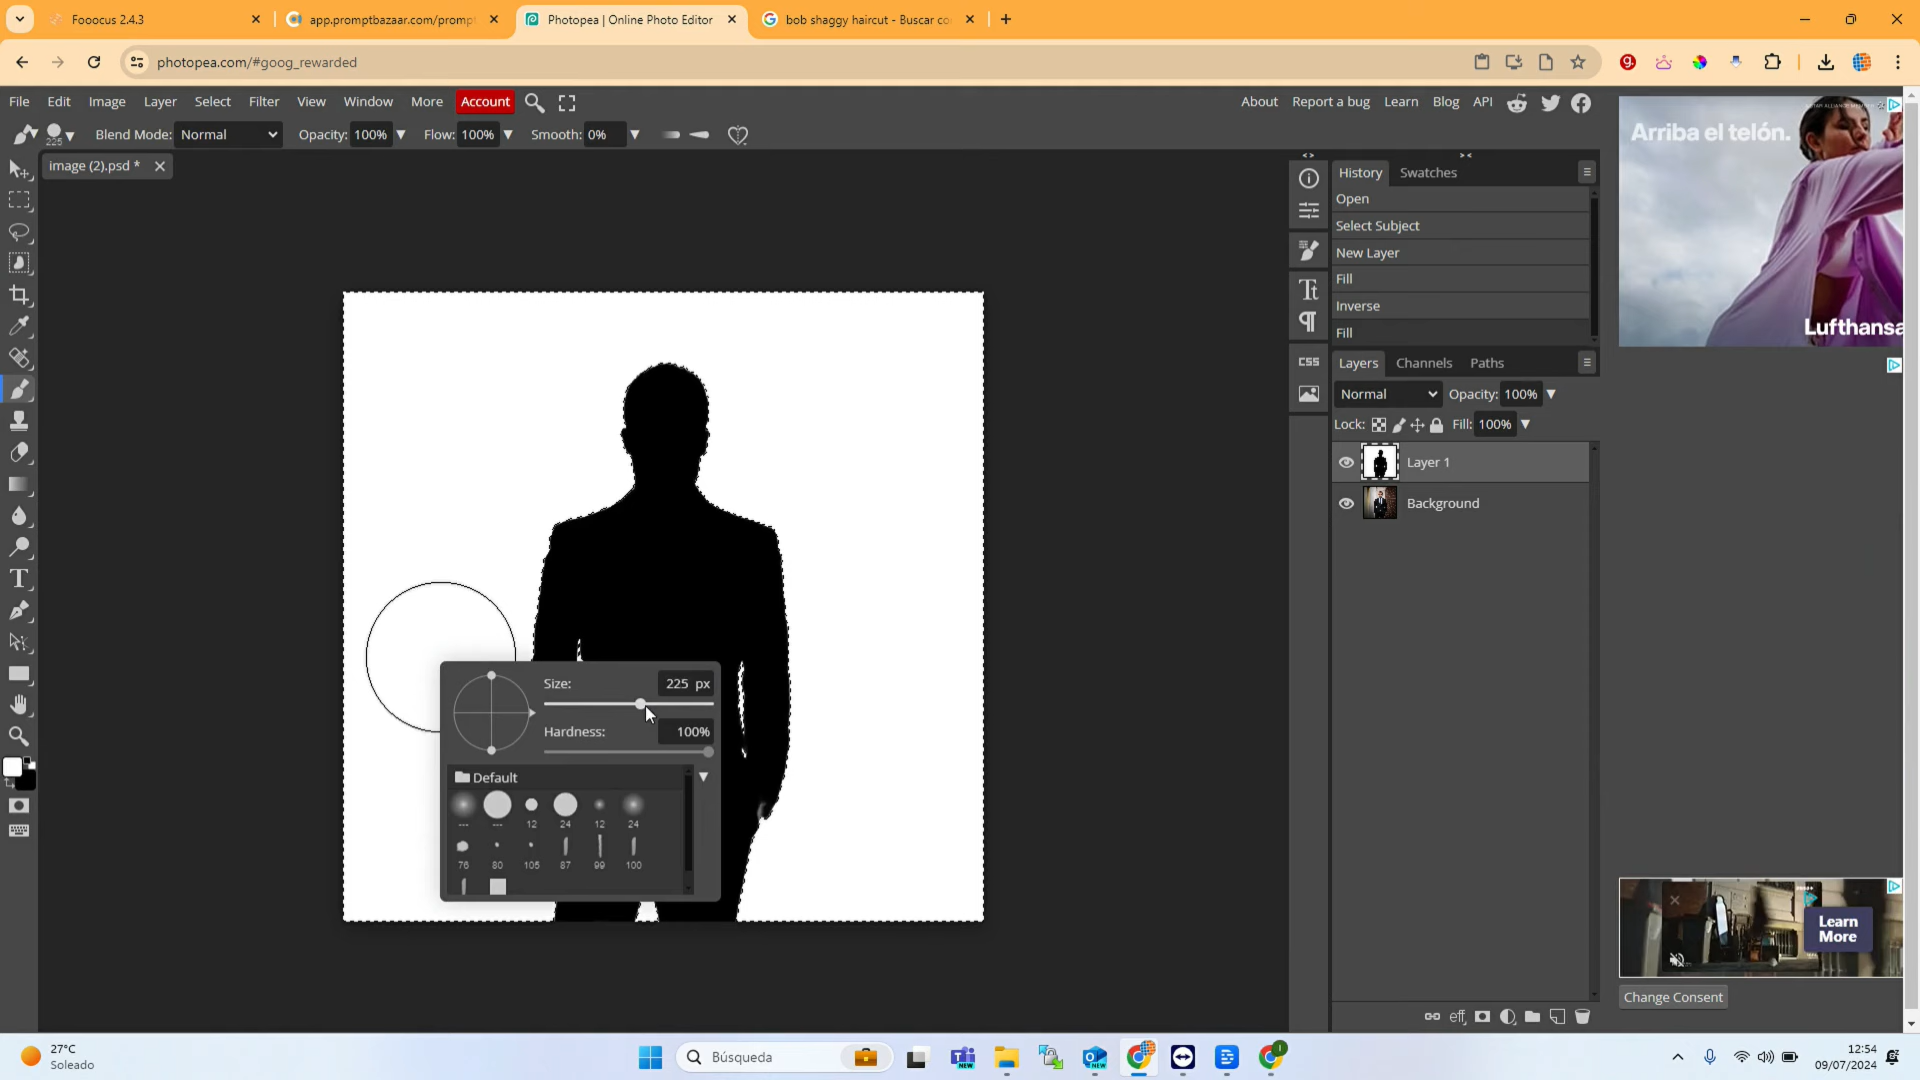 Fooocus 2.4.3
app.promptbazaar.com/prompt
Photopea | Online Photo Editor
bob shaggy haircut - Buscar co
photopea.com/#goog_rewarded
File Edit Image Layer Select Filter View Window More Account
About Report a bug Learn Blog API
225 Blend Mode: Normal Opacity: 100% Flow: 100% Smooth: 0%
image (2).psd *
Arriba el telón.
Lufthansa
History Swatches
Open
Select Subject
New Layer
Fill
Inverse
Fill
CSS
Layers Channels Paths
Normal Opacity: 100%
Lock: Fill: 100%
Layer 1
Background
Size: 225 px
Hardness: 100%
Default
--- --- 12 24 12 24
76 80 105 87 99 100
T
Learn
More
Change Consent
eff
27°C
Soleado
Búsqueda
NEW
NEW
12:54
09/07/2024